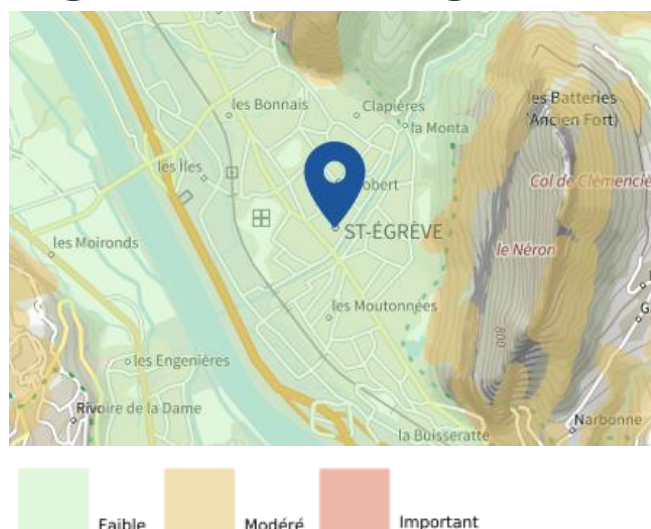 les Bonnais
Clapières
les Batteries
(Ancien Fort)
la Monta
les Iles
obert
Col de Clémenciè
ST-ÉGRÈVE
les Moironds
le Néron
les Moutonnées
800
G
les Engenières
Rivoire de la Dame
Narbonne
la Buisseratte
Faible
Modéré
Important